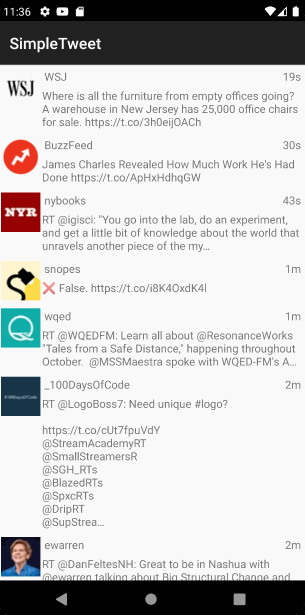 11:36
SimpleTweet
WSJ
WSJ 19s
Where is all the furniture from empty offices going?
A warehouse in New Jersey has 25,000 office chairs
for sale. https://t.co/3h0eijOACh
BuzzFeed 30s
James Charles Revealed How Much Work He's Had
Done https://t.co/ApHxHdhqGW
NYR
nybooks 43s
RT @igisci: "You go into the lab, do an experiment,
and get a little bit of knowledge about the world that
unravels another piece of the my…
snopes 1m
❌ False. https://t.co/i8K4OxdK4l
wqed 1m
RT @WQEDFM: Learn all about @ResonanceWorks
"Tales from a Safe Distance," happening throughout
October.  @MSSMaestra spoke with WQED-FM's A…
#100DaysOfCode
_100DaysOfCode 2m
RT @LogoBoss7: Need unique #logo?
https://t.co/cUt7fpuVdY
@StreamAcademyRT
@SmallStreamersR
@SGH_RTs
@BlazedRTs
@SpxcRTs
@DripRT
@SupStrea…
ewarren 2m
RT @DanFeltesNH: Great to be in Nashua with
@ewarren talking about Big Structural Change and